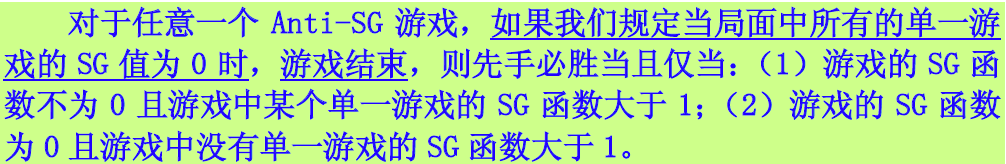 对于任意一个 Anti-SG 游戏，如果我们规定当局面中所有的单一游
戏的 SG 值为 0 时，游戏结束，则先手必胜当且仅当：（1）游戏的 SG 函
数不为 0 且游戏中某个单一游戏的 SG 函数大于 1；（2）游戏的 SG 函数
为 0 且游戏中没有单一游戏的 SG 函数大于 1。